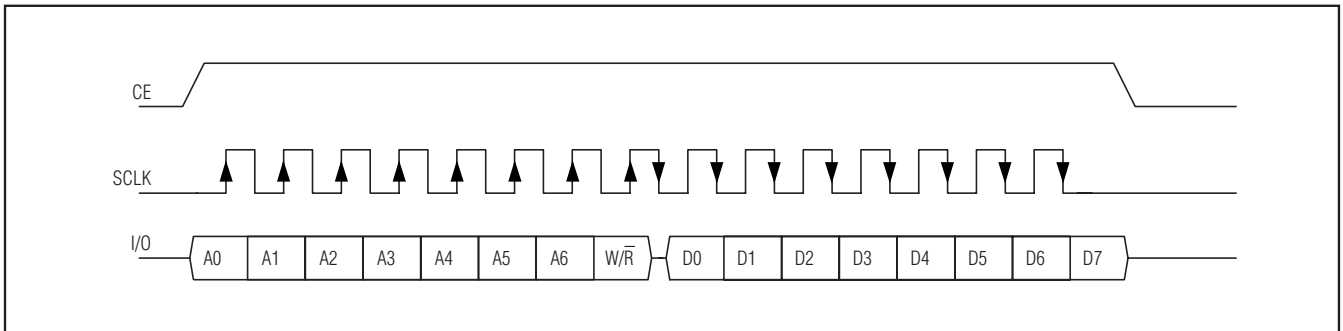 CE
SCLK
I/O A0 A1 A2 A3 A4 A5 A6 W/R̅ D0 D1 D2 D3 D4 D5 D6 D7